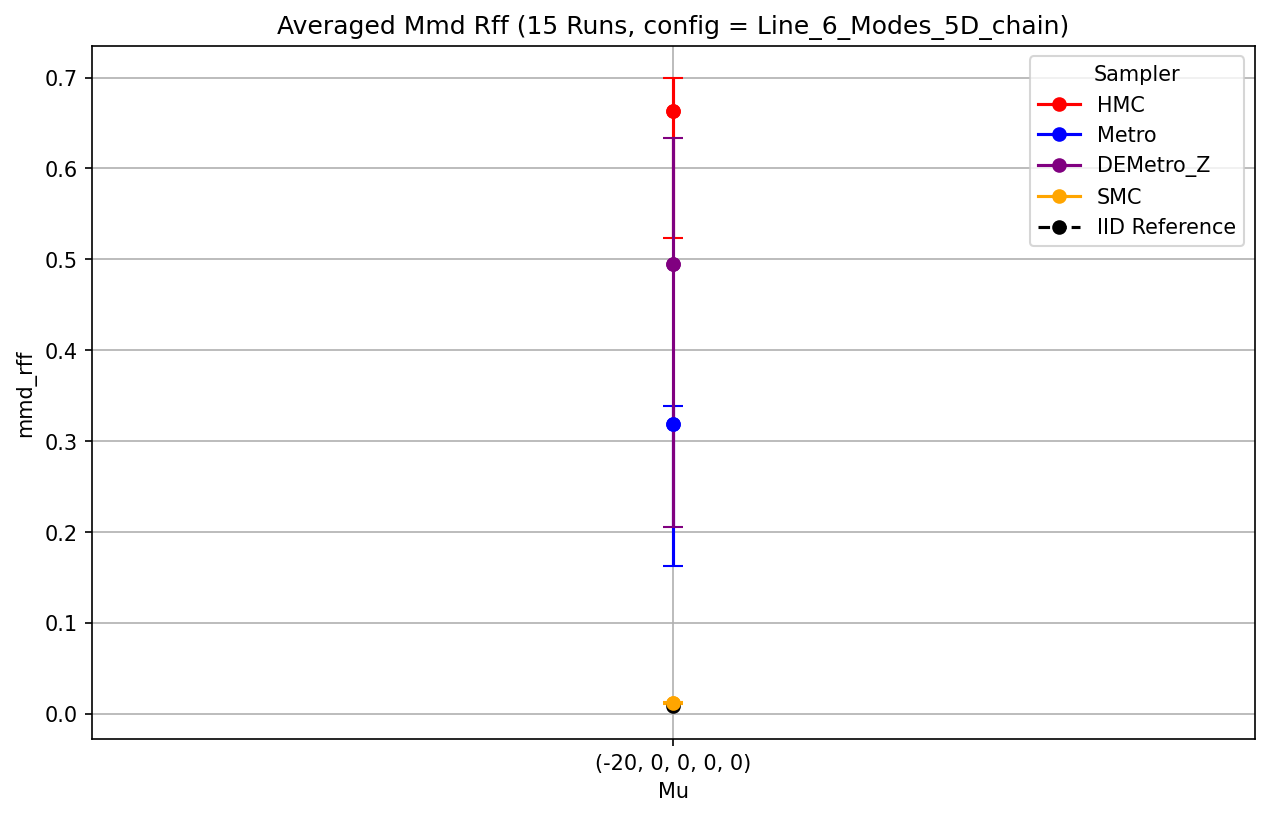 Averaged Mmd Rff (15 Runs, config = Line_6_Modes_5D_chain)
Sampler
HMC
Metro
DEMetro_Z
SMC
IID Reference
mmd_rff
0.7
0.6
0.5
0.4
0.3
0.2
0.1
0.0
(-20, 0, 0, 0, 0)
Mu